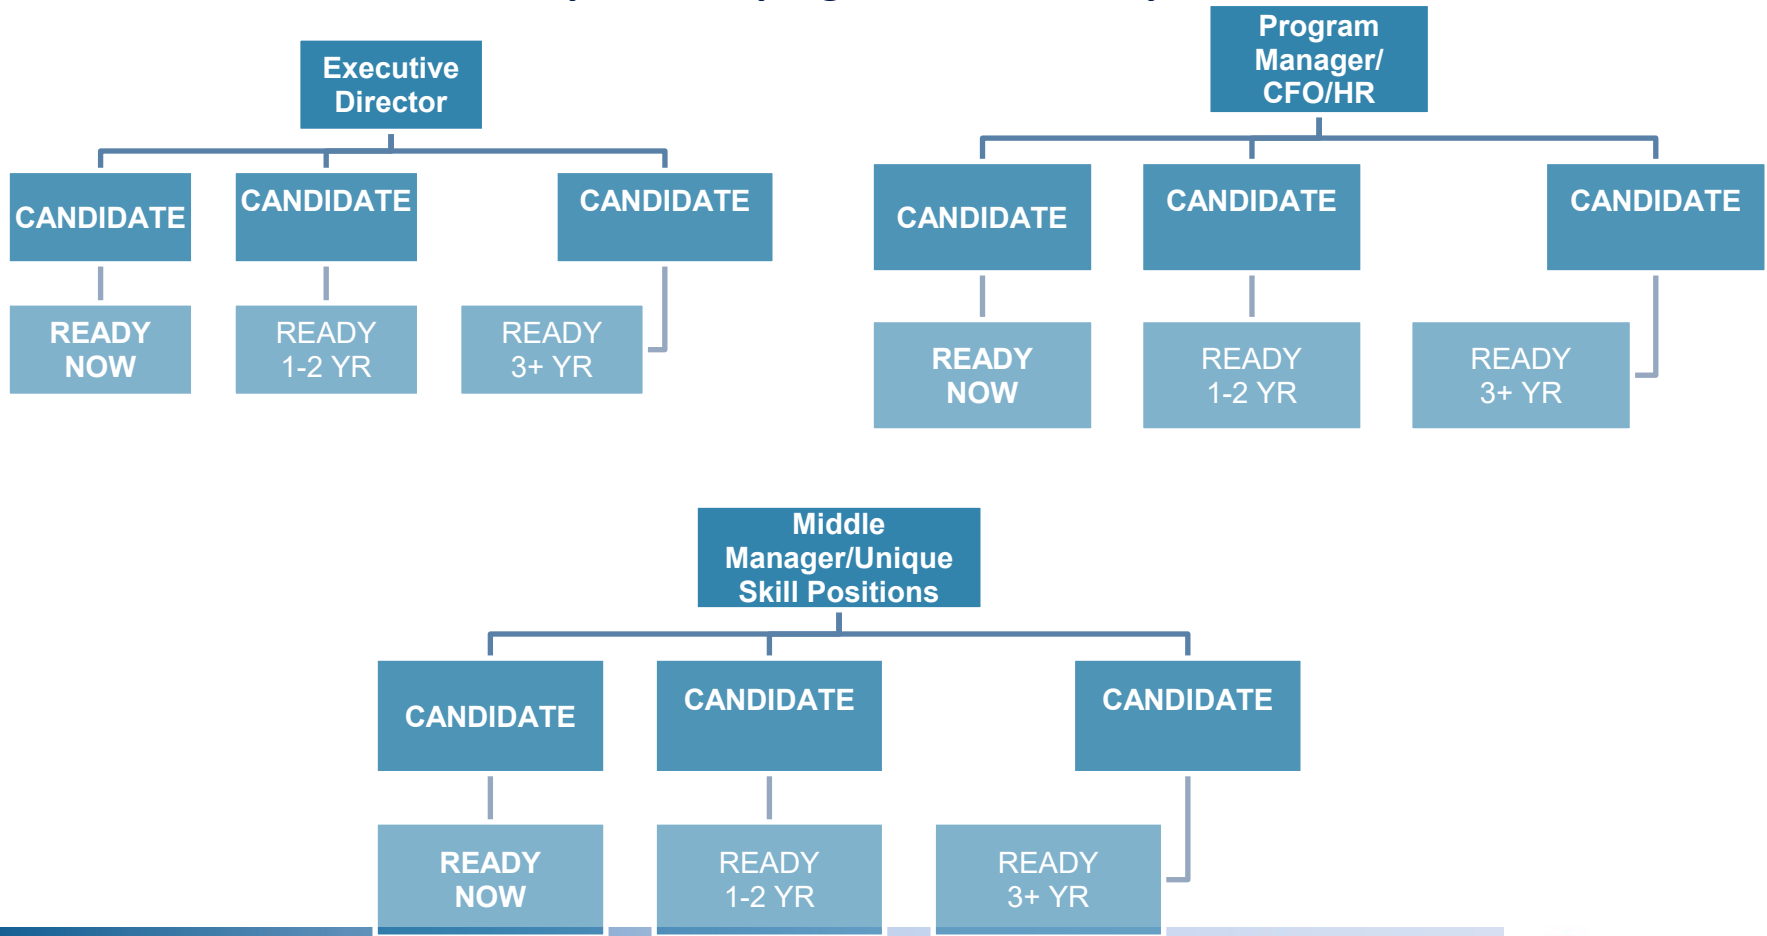 Executive
Director
CANDIDATE
CANDIDATE
CANDIDATE
READY
NOW
READY
1-2 YR
READY
3+ YR
Program
Manager/
CFO/HR
CANDIDATE
CANDIDATE
CANDIDATE
READY
NOW
READY
1-2 YR
READY
3+ YR
Middle
Manager/Unique
Skill Positions
CANDIDATE
CANDIDATE
CANDIDATE
READY
NOW
READY
1-2 YR
READY
3+ YR